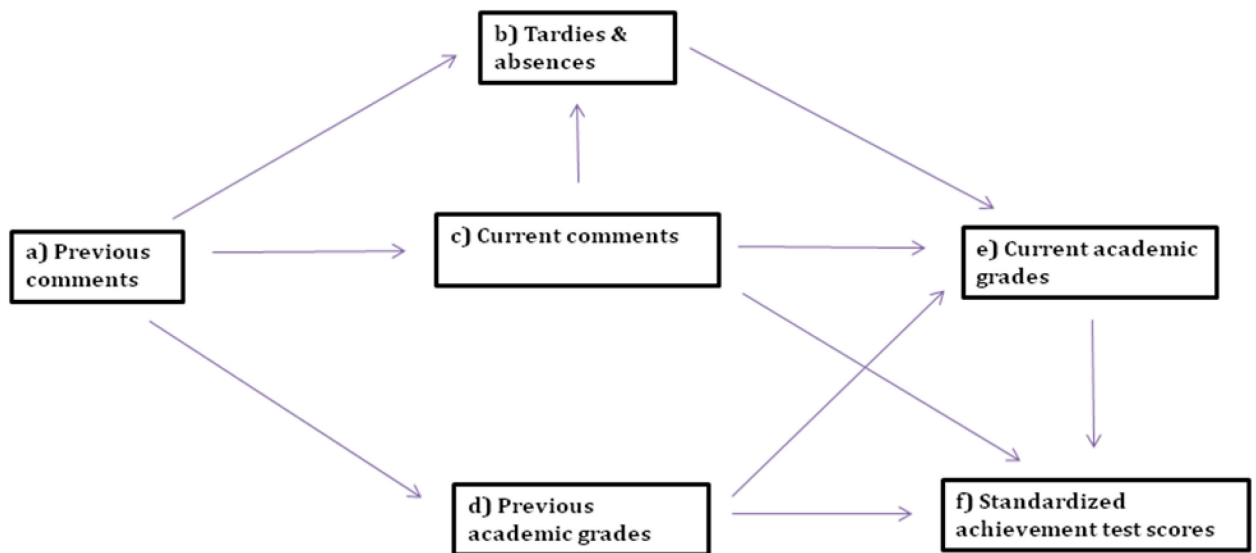 b) Tardies &
absences
a) Previous
comments
c) Current comments
e) Current academic
grades
d) Previous
academic grades
f) Standardized
achievement test scores